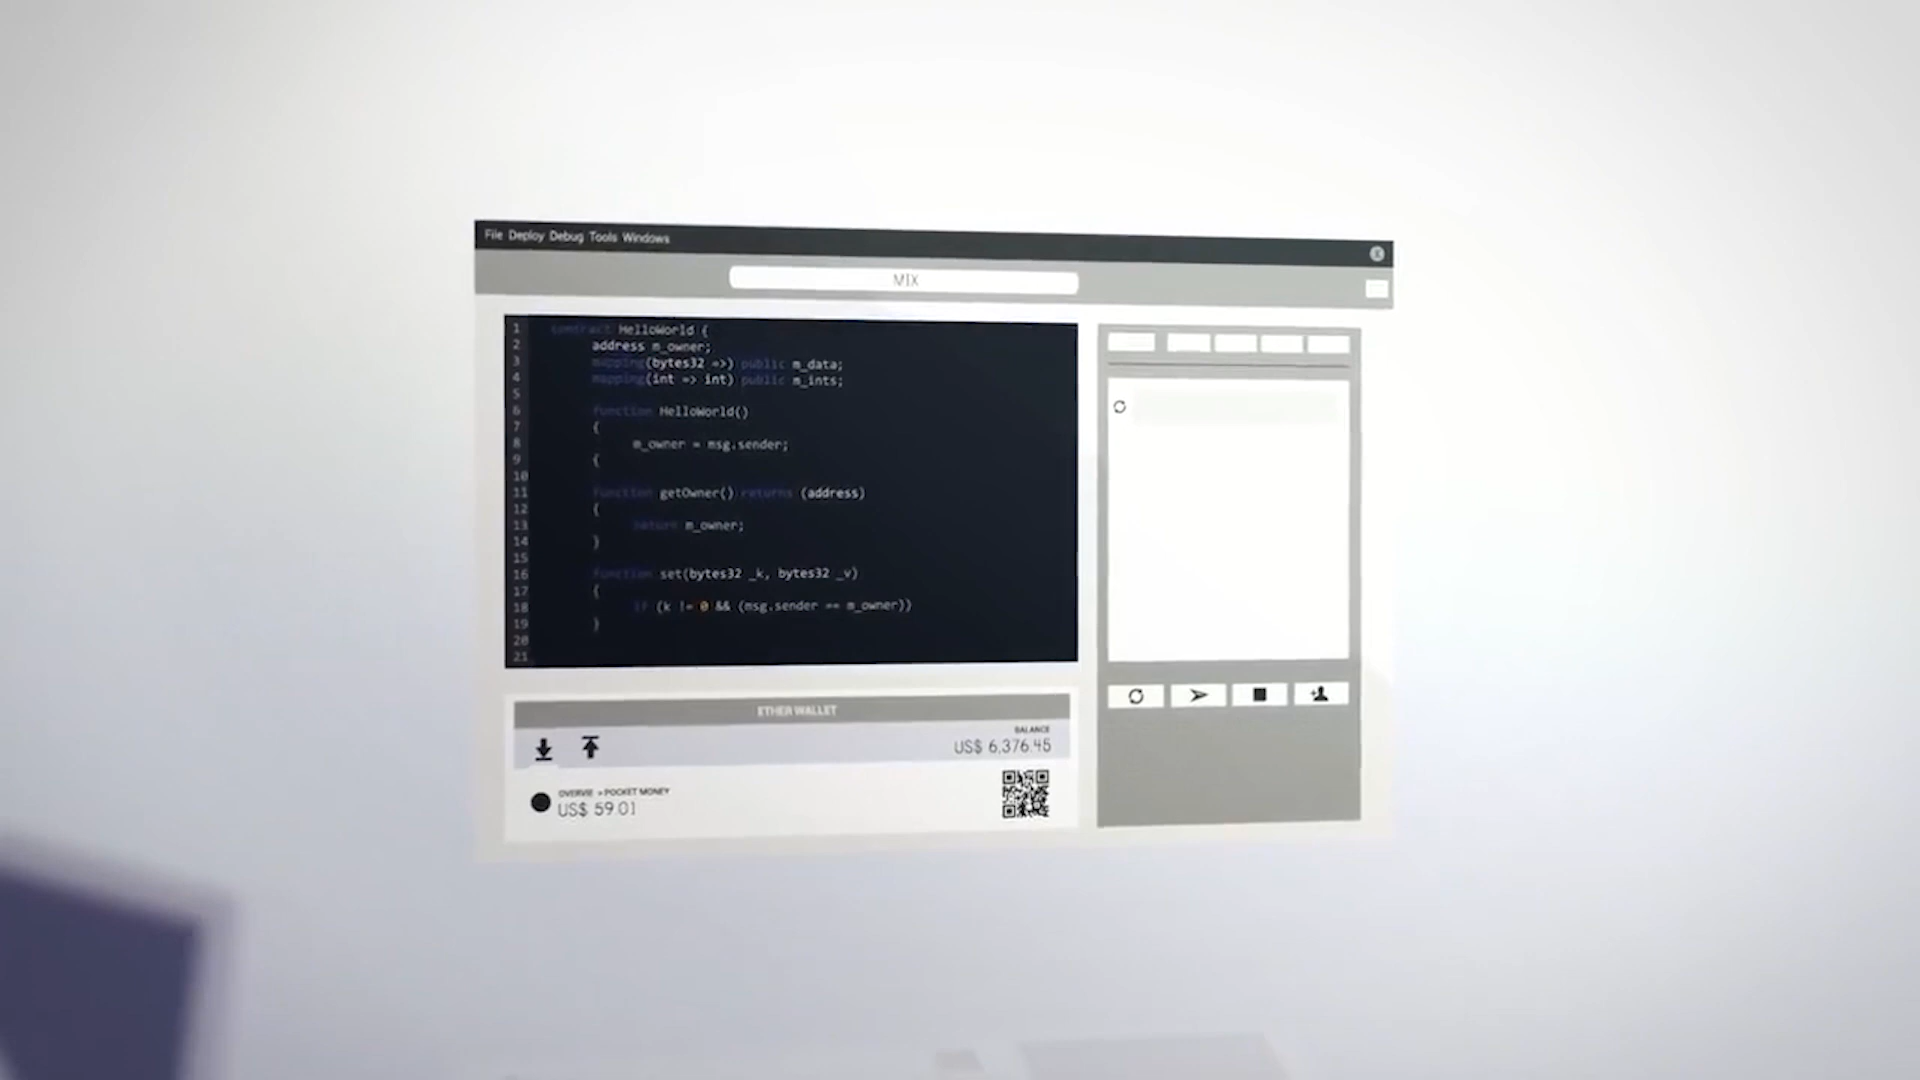 File Deploy Debug Tools Windows
MIX
1 contract HelloWorld {
2 address m_owner;
3 mapping(bytes32 =>) public m_data;
4 mapping(int => int) public m_ints;
5
6 function HelloWorld()
7 {
8 m_owner = msg.sender;
9 {
10
11 function getOwner() returns (address)
12 {
13 return m_owner;
14 }
15
16 function set(bytes32 _k, bytes32 _v)
17 {
18 if (k != 0 && (msg.sender == m_owner))
19 }
20
21
ETHER WALLET
BALANCE
US$ 6,376.45
OVERVIE > POCKET MONEY
US$ 59.01